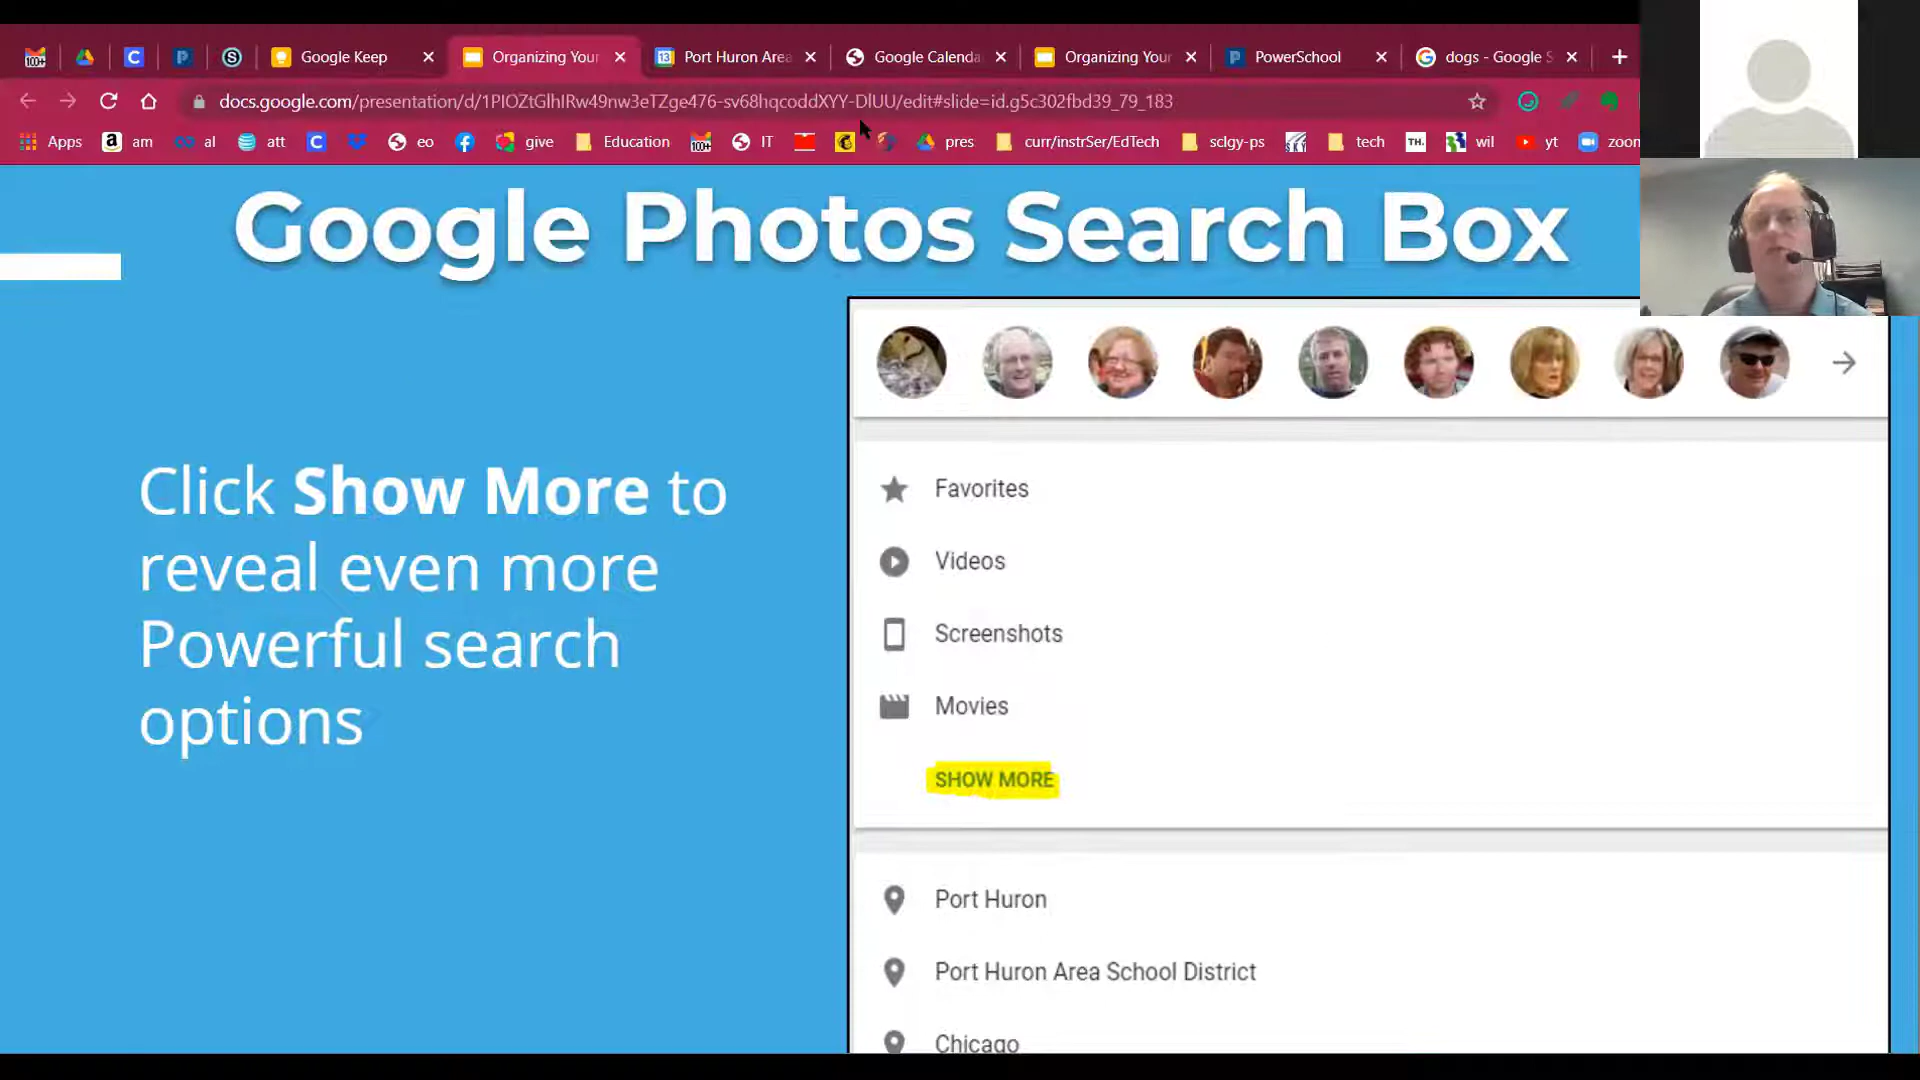 Google Keep
Organizing Your
Port Huron Area
Google Calenda
Organizing Your
PowerSchool
dogs - Google S
docs.google.com/presentation/d/1PIOZtGlhIRw49nw3eTZge476-sv68hqcoddXYY-DlUU/edit#slide=id.g5c302fbd39_79_183
Apps am al att eo give Education IT pres curr/instrSer/EdTech sclgy-ps SKY tech TH. wil yt zoom
Google Photos Search Box
Click Show More to
reveal even more
Powerful search
options
Favorites
Videos
Screenshots
Movies
SHOW MORE
Port Huron
Port Huron Area School District
Chicago